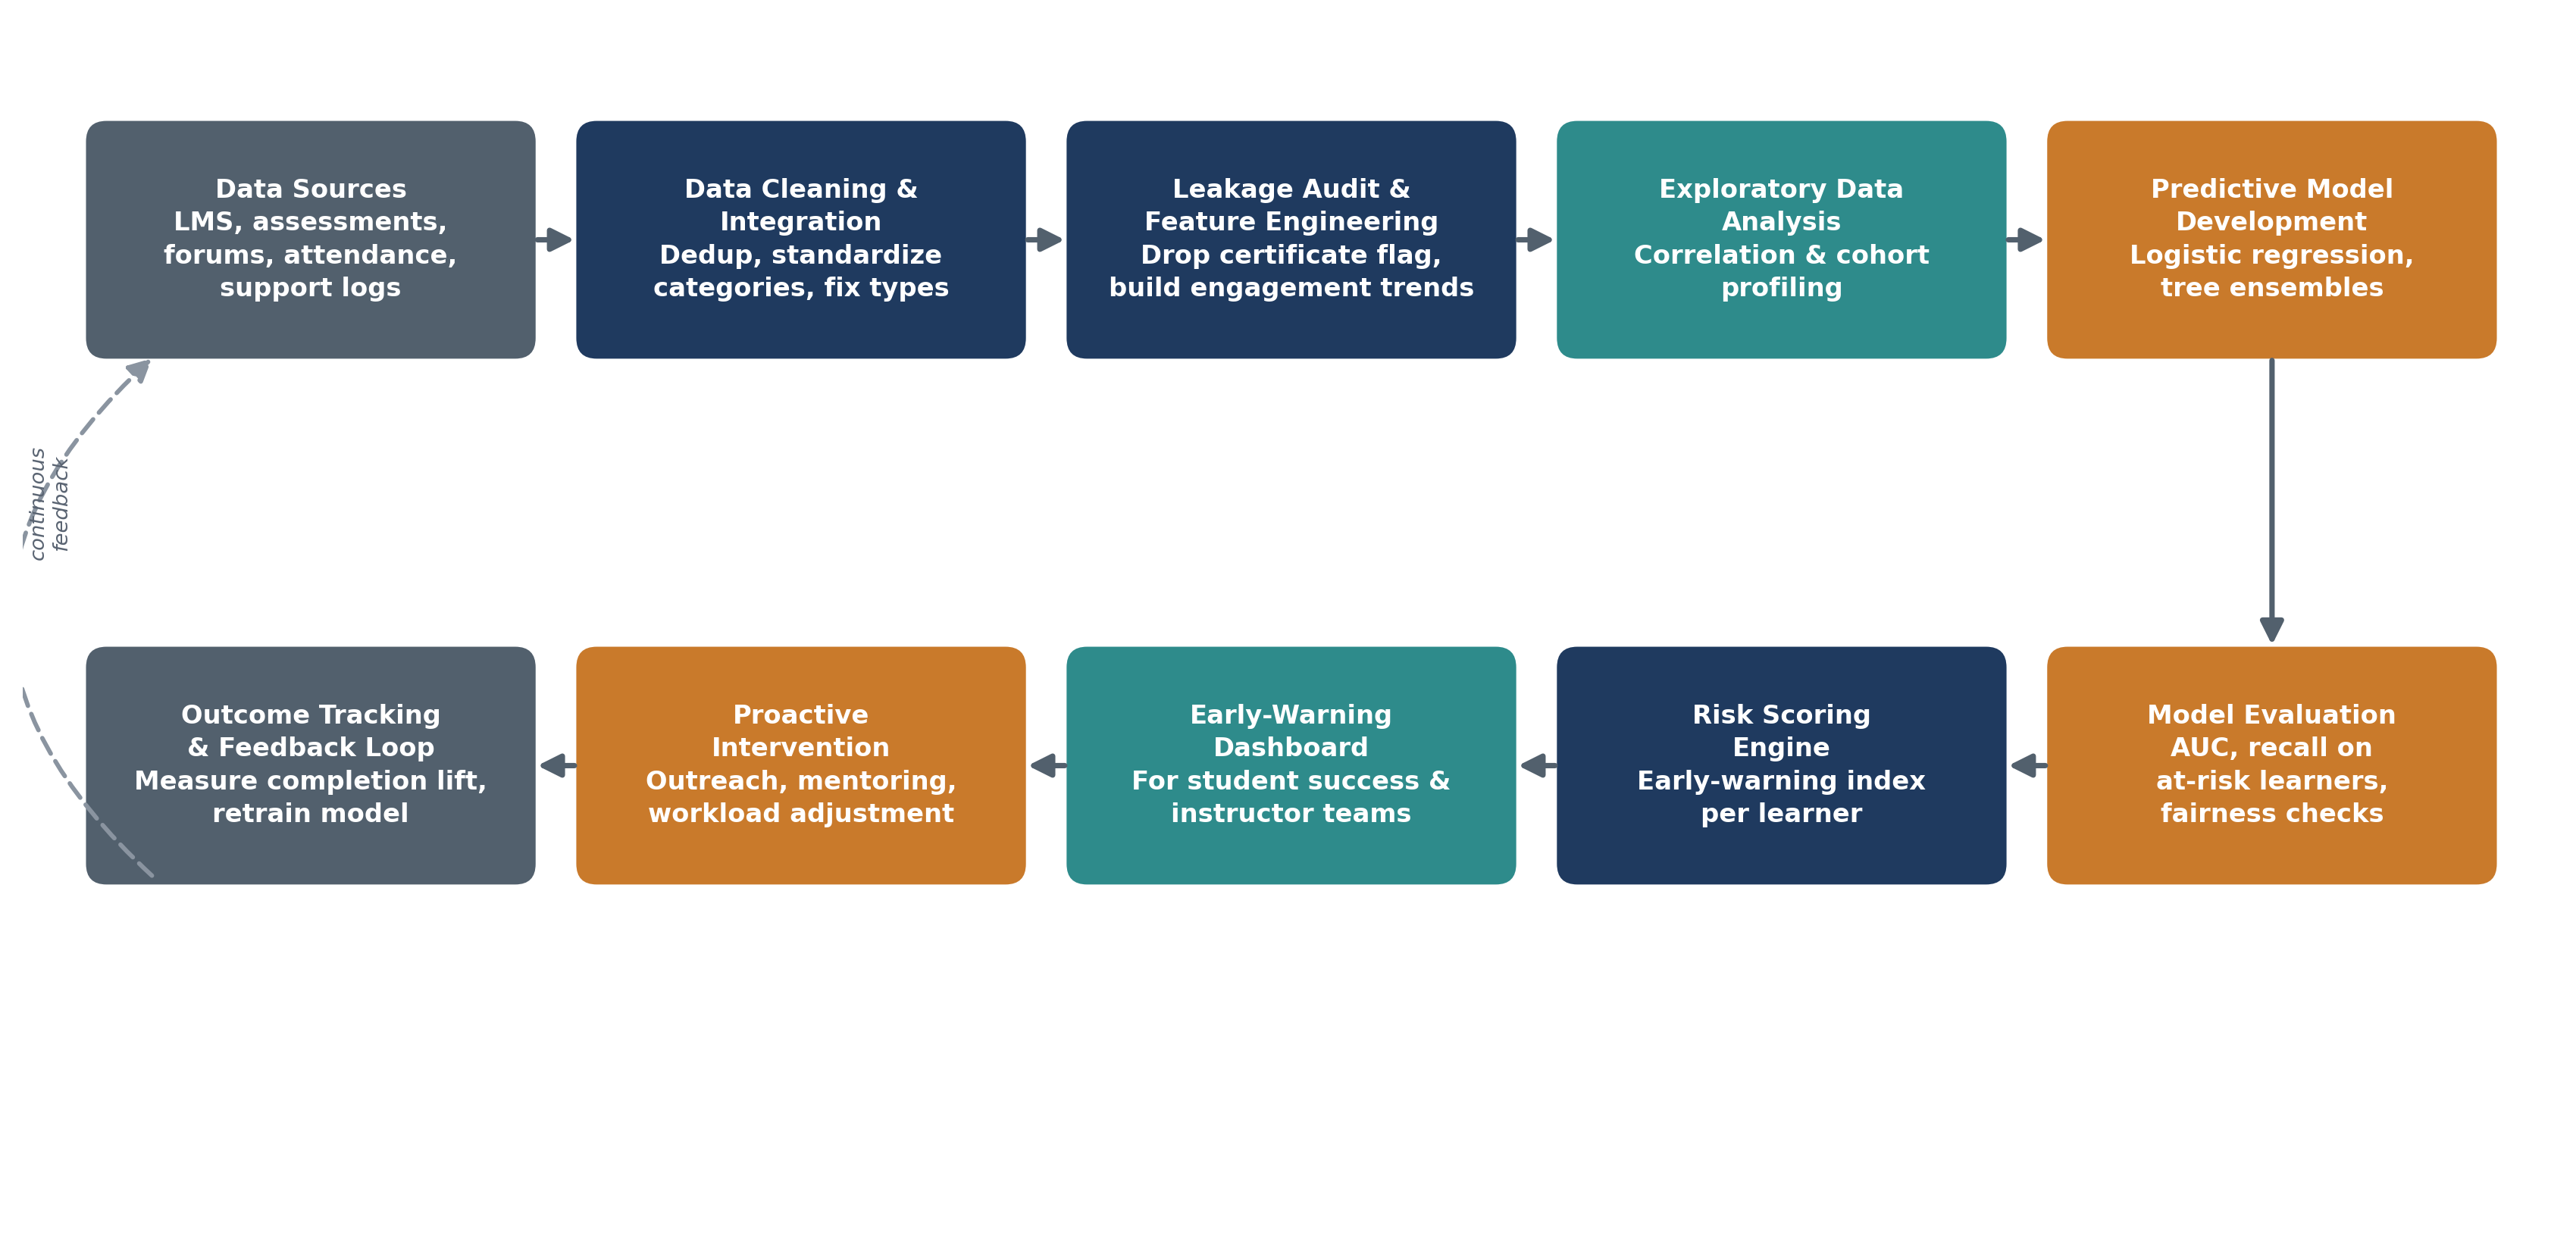 Data Sources
LMS, assessments,
forums, attendance,
support logs
Data Cleaning &
Integration
Dedup, standardize
categories, fix types
Leakage Audit &
Feature Engineering
Drop certificate flag,
build engagement trends
Exploratory Data
Analysis
Correlation & cohort
profiling
Predictive Model
Development
Logistic regression,
tree ensembles
continuous
feedback
Outcome Tracking
& Feedback Loop
Measure completion lift,
retrain model
Proactive
Intervention
Outreach, mentoring,
workload adjustment
Early-Warning
Dashboard
For student success &
instructor teams
Risk Scoring
Engine
Early-warning index
per learner
Model Evaluation
AUC, recall on
at-risk learners,
fairness checks